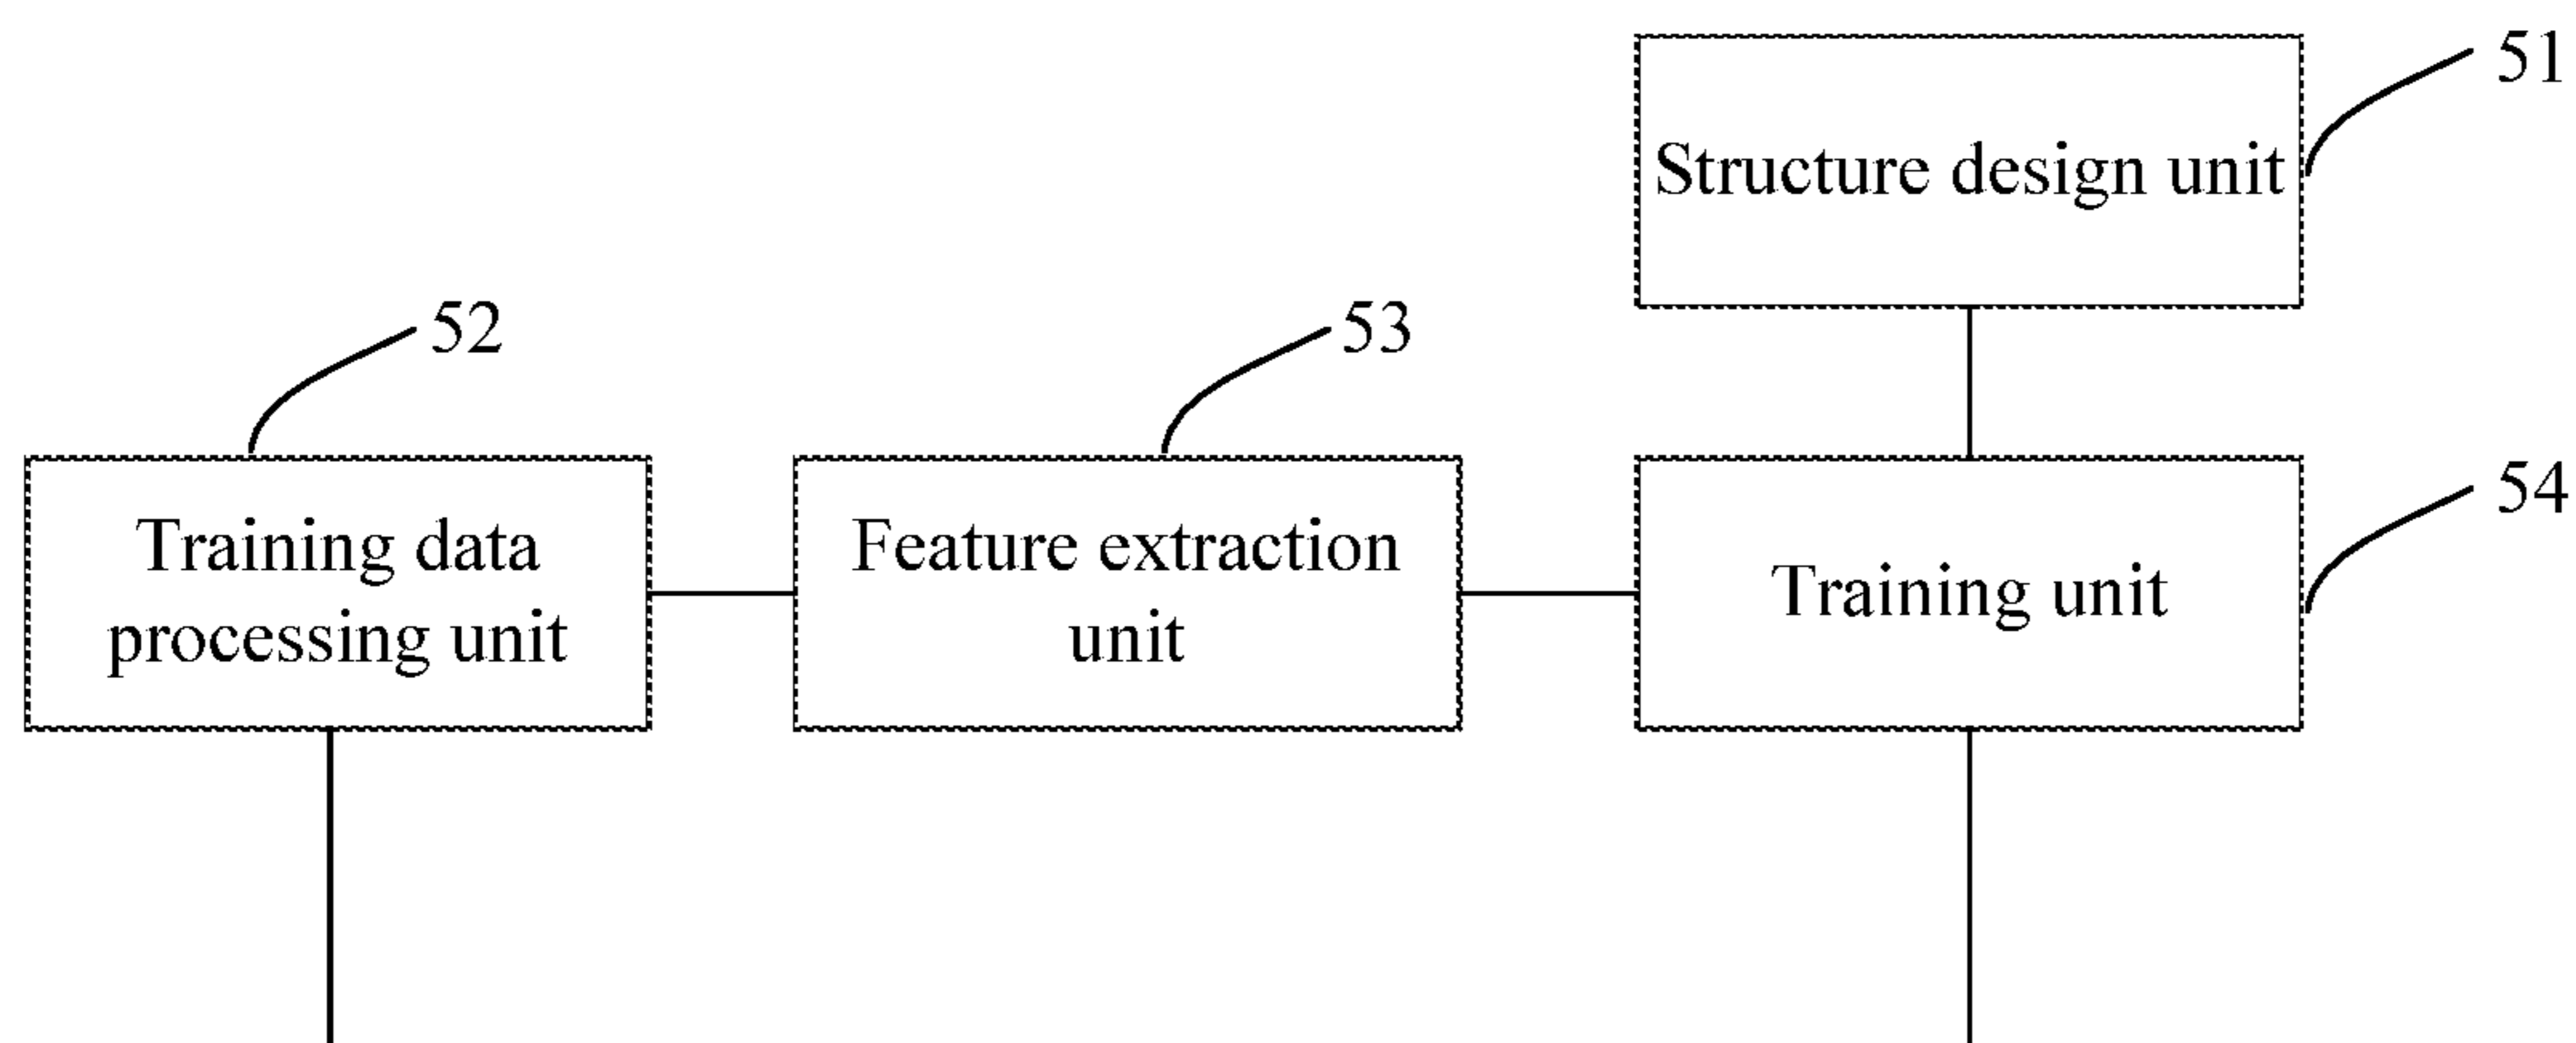 51
Structure design unit
52
53
54
Training data
processing unit
Feature extraction
unit
Training unit